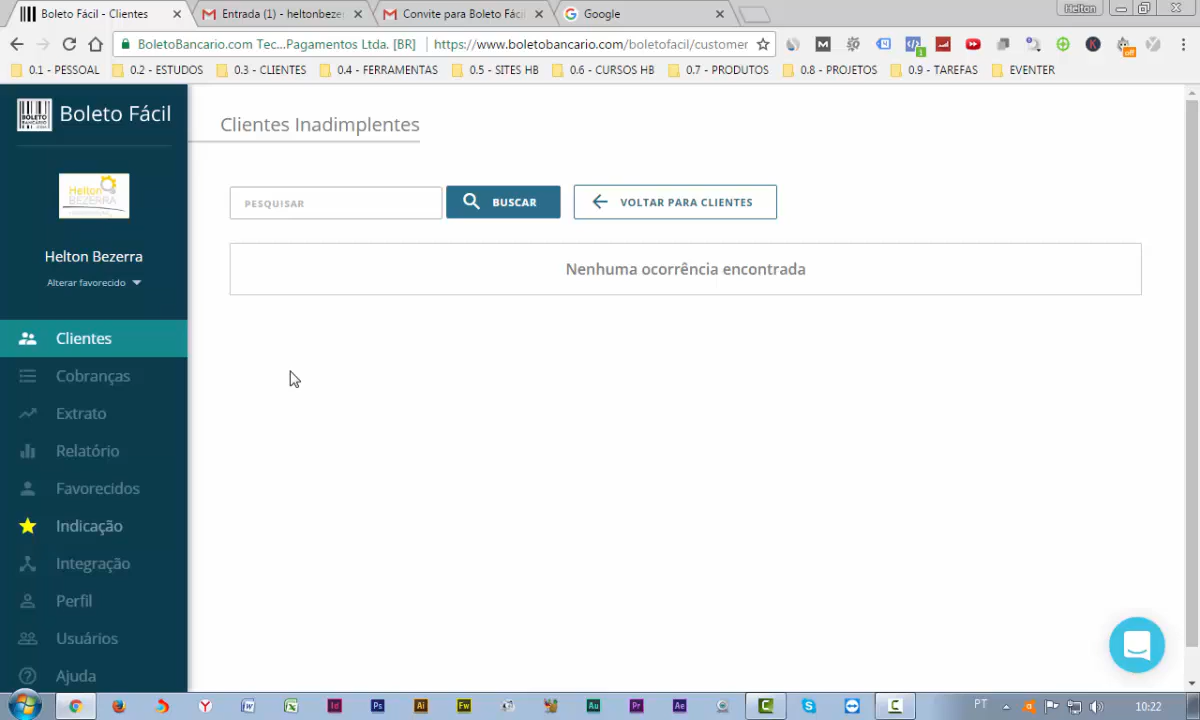 Boleto Fácil - Clientes
Entrada (1) - heltonbezer
Convite para Boleto Fácil
Google
Helton
BoletoBancario.com Tec...Pagamentos Ltda. [BR]
https://www.boletobancario.com/boletofacil/customer
0.1 - PESSOAL
0.2 - ESTUDOS
0.3 - CLIENTES
0.4 - FERRAMENTAS
0.5 - SITES HB
0.6 - CURSOS HB
0.7 - PRODUTOS
0.8 - PROJETOS
0.9 - TAREFAS
EVENTER
BOLETO
Boleto Fácil
Helton
BEZERRA
Helton Bezerra
Alterar favorecido
Clientes
Cobranças
Extrato
Relatório
Favorecidos
Indicação
Integração
Perfil
Usuários
Ajuda
Clientes Inadimplentes
PESQUISAR
BUSCAR
VOLTAR PARA CLIENTES
Nenhuma ocorrência encontrada
PT
10:22